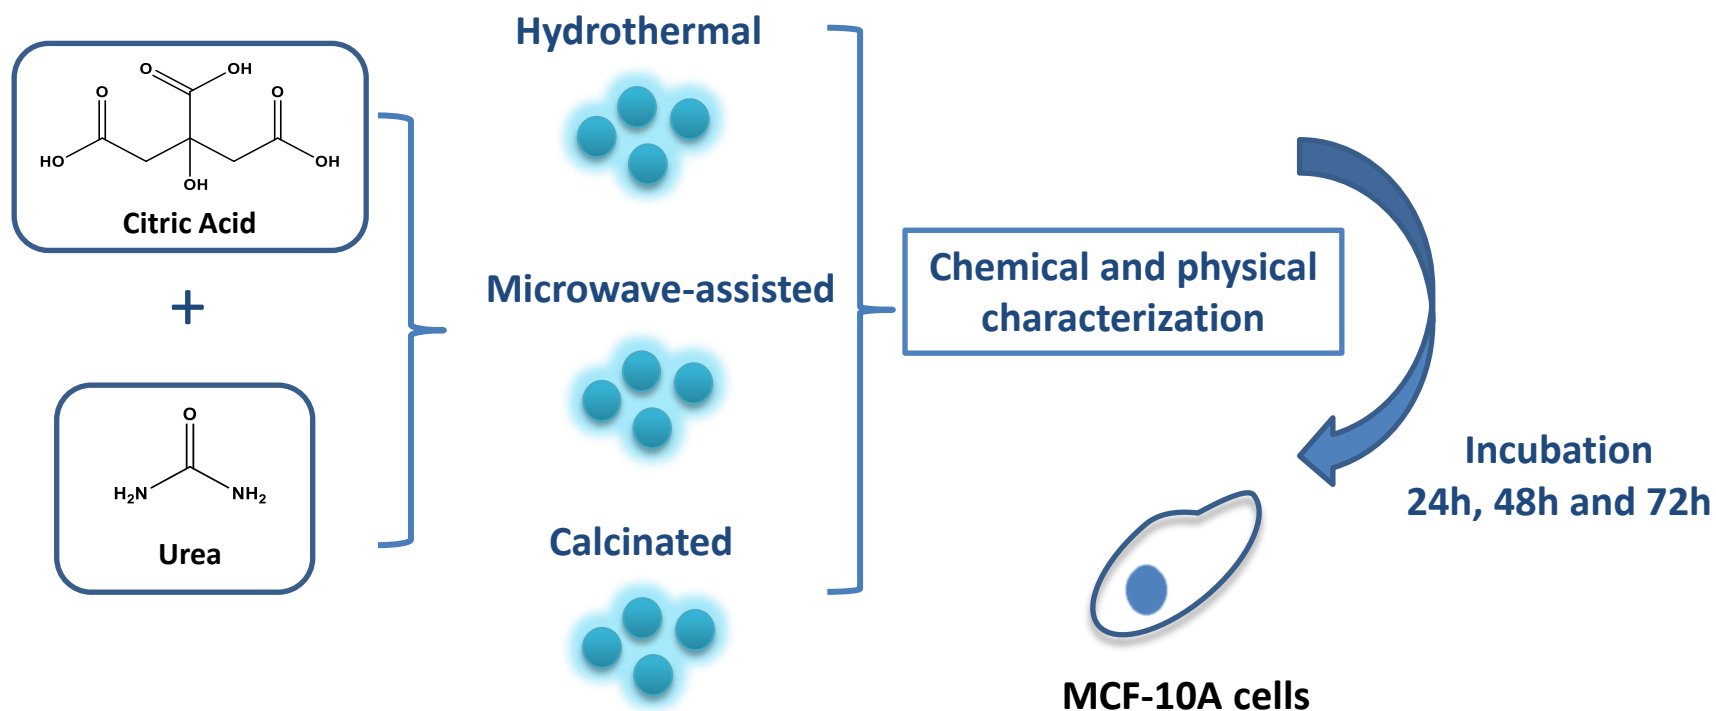 O
OH
O
O
HO
OH
OH
Citric Acid
+
O
H₂N
NH₂
Urea
Hydrothermal
Microwave-assisted
Calcinated
Chemical and physical
characterization
Incubation
24h, 48h and 72h
MCF-10A cells